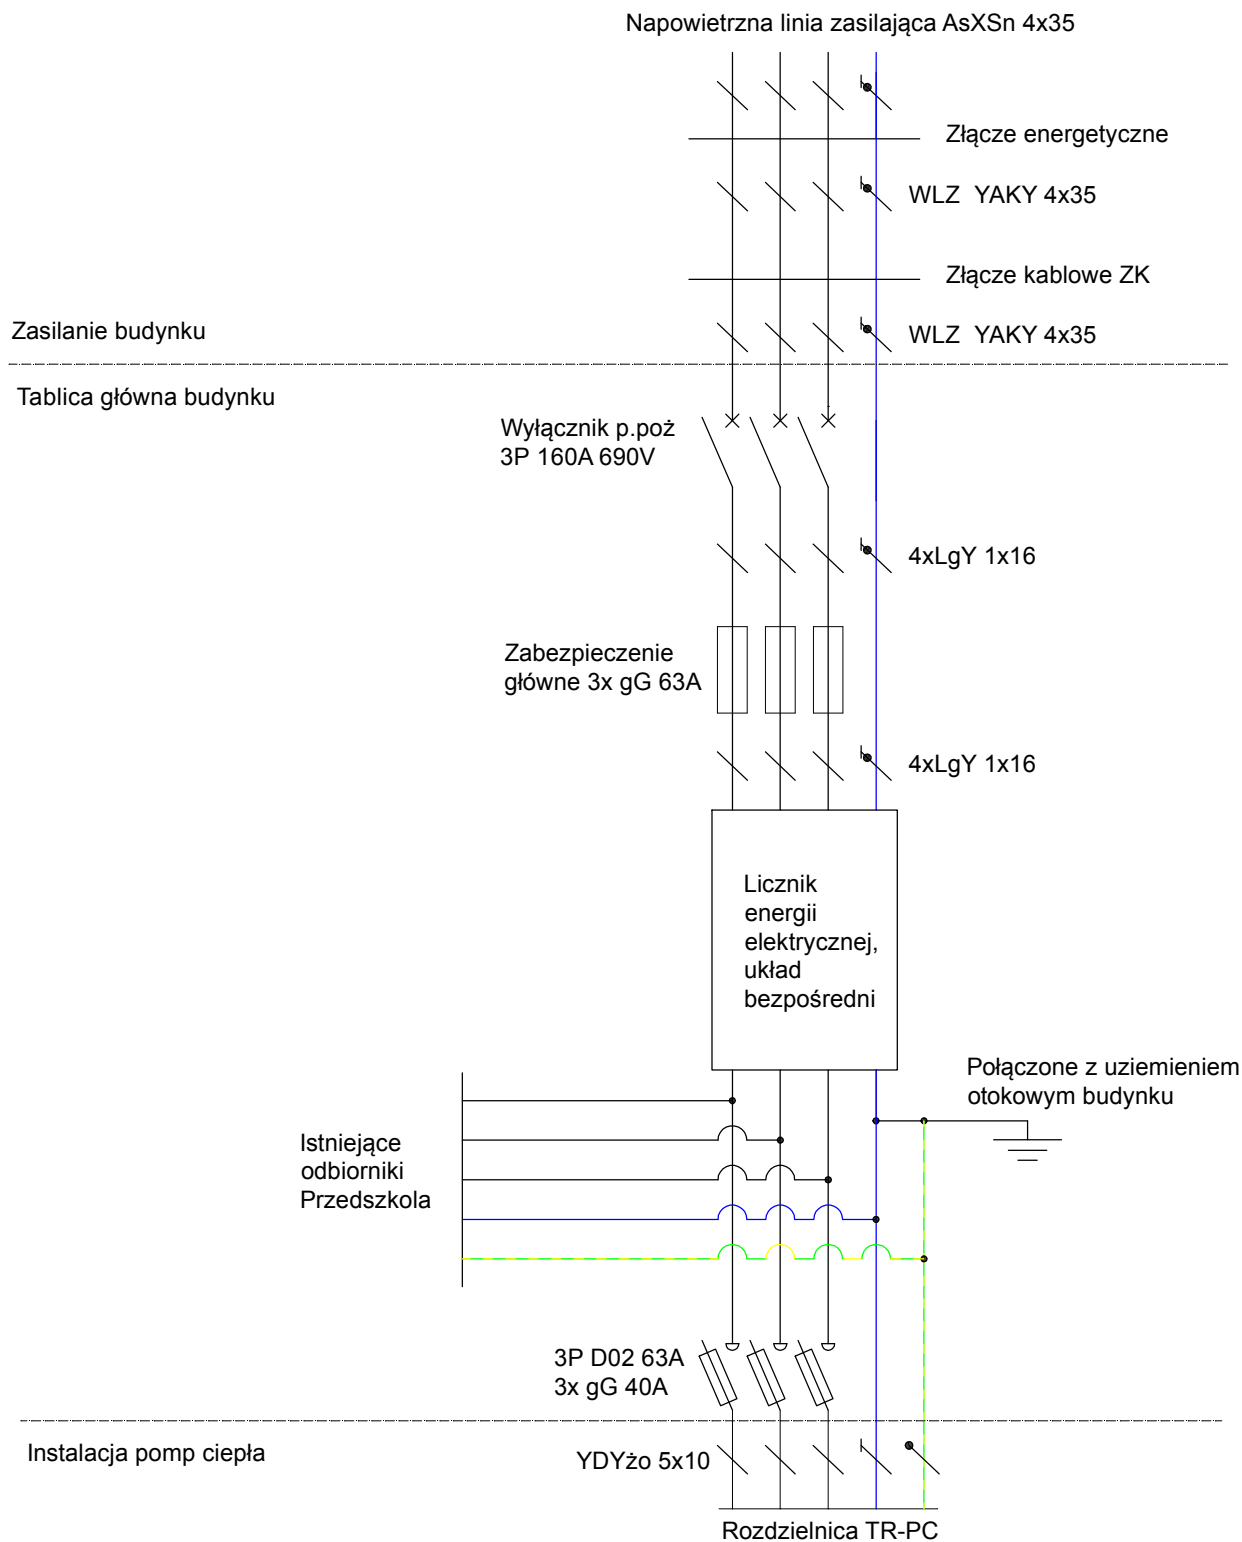 Napowietrzna linia zasilająca AsXSn 4x35
Złącze energetyczne
WLZ YAKY 4x35
Złącze kablowe ZK
Zasilanie budynku
WLZ YAKY 4x35
Tablica główna budynku
Wyłącznik p.poż
3P 160A 690V
4xLgY 1x16
Zabezpieczenie
główne 3x gG 63A
4xLgY 1x16
Licznik
energii
elektrycznej,
układ
bezpośredni
Połączone z uziemieniem
otokowym budynku
Istniejące
odbiorniki
Przedszkola
3P D02 63A
3x gG 40A
Instalacja pomp ciepła
YDYżo 5x10
Rozdzielnica TR-PC